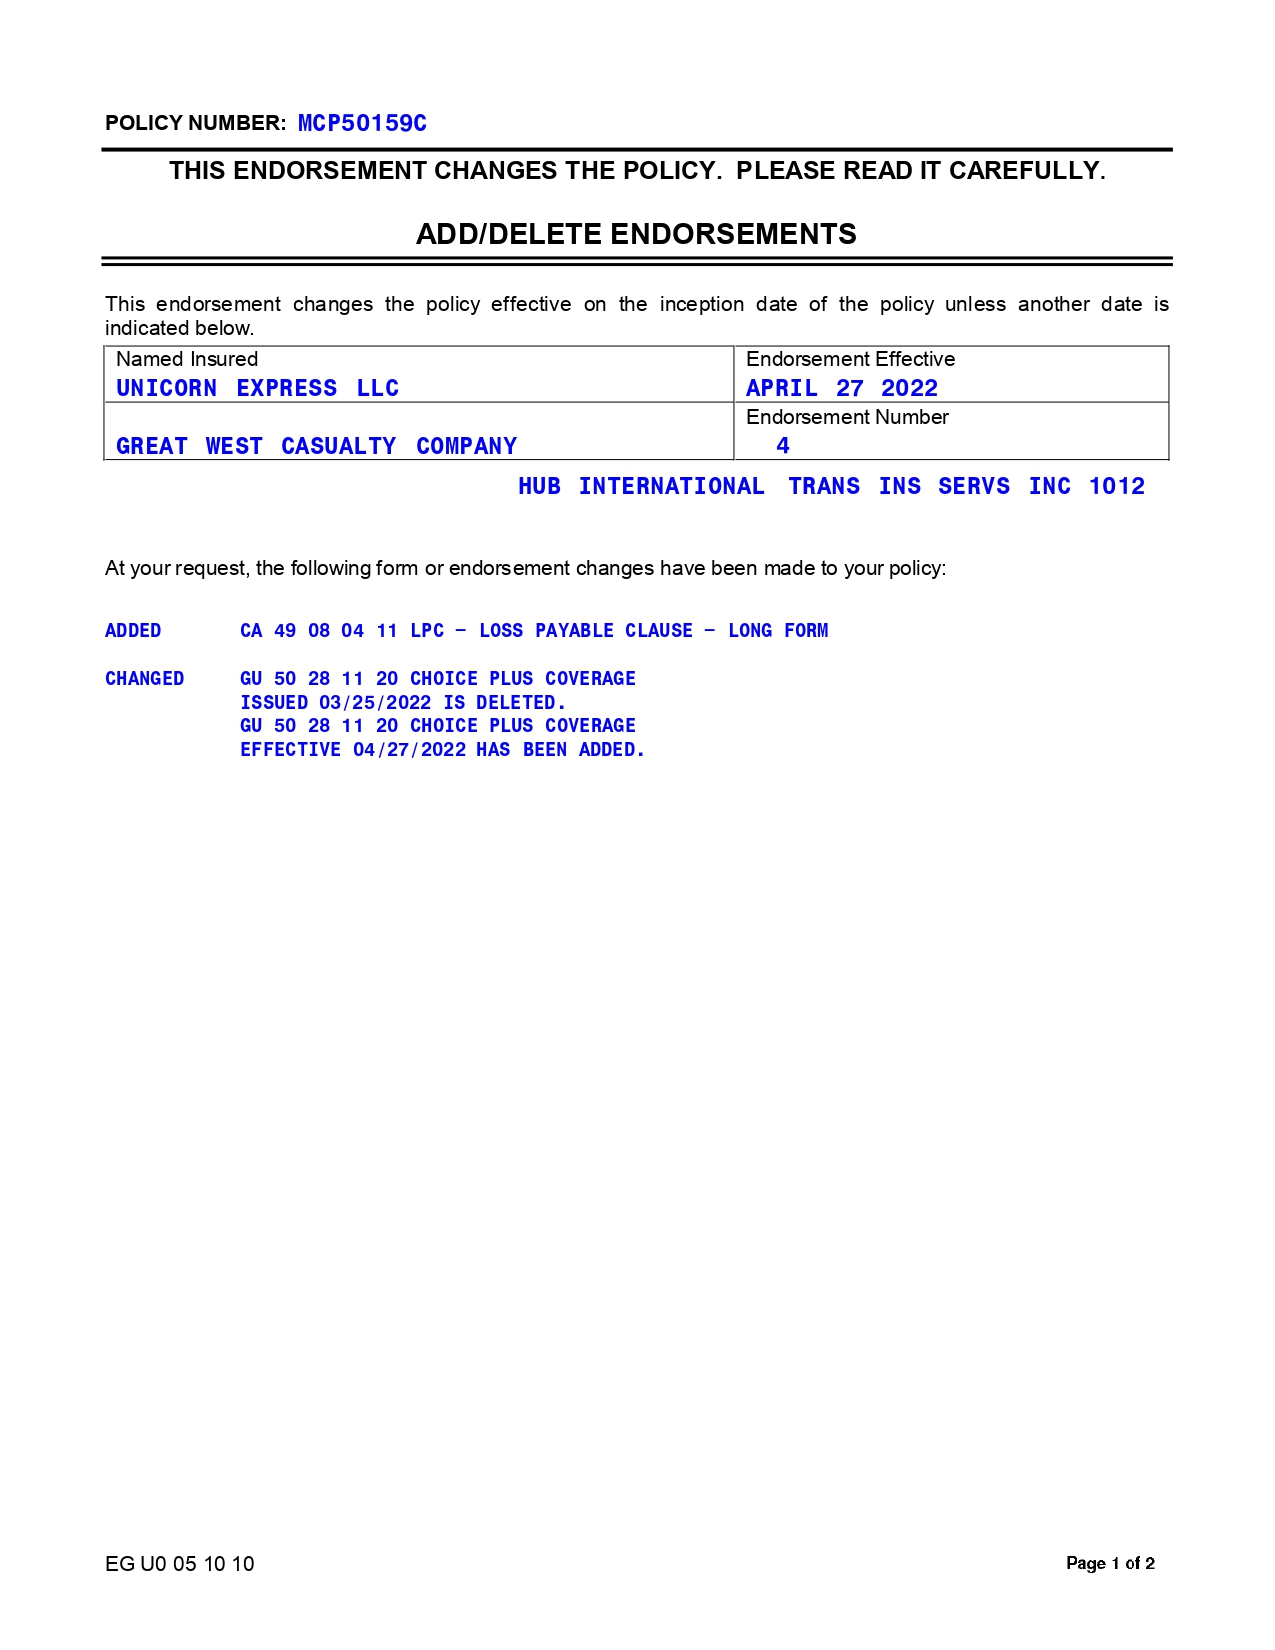 POLICY NUMBER: MCP50159C
THIS ENDORSEMENT CHANGES THE POLICY. PLEASE READ IT CAREFULLY.
ADD/DELETE ENDORSEMENTS
This endorsement changes the policy effective on the inception date of the policy unless another date is
indicated below.
Named Insured
UNICORN EXPRESS LLC
Endorsement Effective
APRIL 27 2022
GREAT WEST CASUALTY COMPANY
Endorsement Number
4
HUB INTERNATIONAL TRANS INS SERVS INC 1012
At your request, the following form or endorsement changes have been made to your policy:
ADDED CA 49 08 04 11 LPC – LOSS PAYABLE CLAUSE – LONG FORM
CHANGED GU 50 28 11 20 CHOICE PLUS COVERAGE
ISSUED 03/25/2022 IS DELETED.
GU 50 28 11 20 CHOICE PLUS COVERAGE
EFFECTIVE 04/27/2022 HAS BEEN ADDED.
EG U0 05 10 10
Page 1 of 2